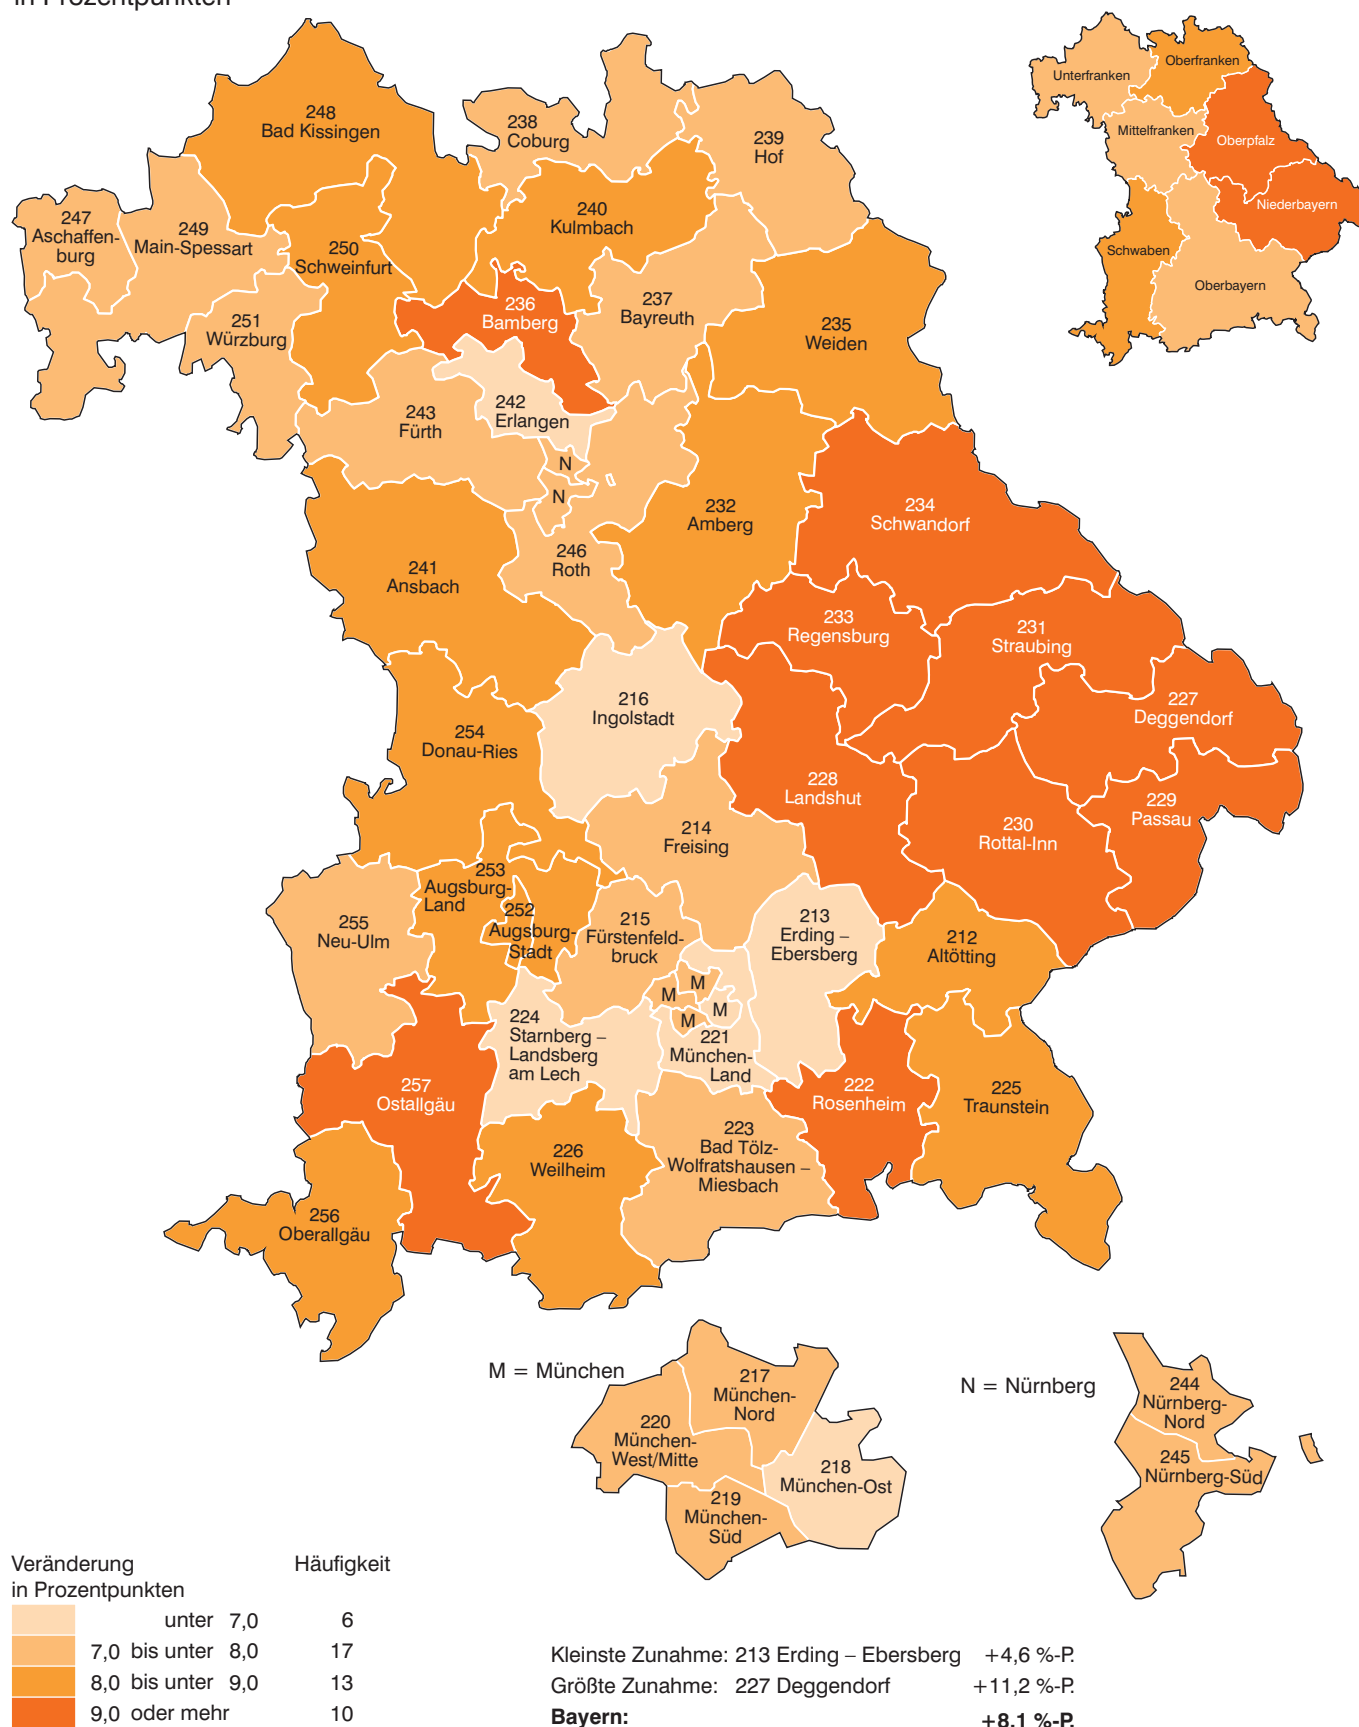 in Prozentpunkten
248
Bad Kissingen
238
Coburg
239
Hof
247
Aschaffen-
burg
249
Main-Spessart
250
Schweinfurt
240
Kulmbach
251
Würzburg
236
Bamberg
237
Bayreuth
235
Weiden
243
Fürth
242
Erlangen
N
N
232
Amberg
234
Schwandorf
241
Ansbach
246
Roth
233
Regensburg
231
Straubing
227
Deggendorf
216
Ingolstadt
254
Donau-Ries
228
Landshut
229
Passau
230
Rottal-Inn
214
Freising
253
Augsburg-
Land
252
Augsburg-
Stadt
255
Neu-Ulm
215
Fürstenfeld-
bruck
213
Erding –
Ebersberg
212
Altötting
M
M
M
M
224
Starnberg –
Landsberg
am Lech
221
München-
Land
257
Ostallgäu
222
Rosenheim
225
Traunstein
223
Bad Tölz-
Wolfratshausen –
Miesbach
226
Weilheim
256
Oberallgäu
Unterfranken
Oberfranken
Mittelfranken
Oberpfalz
Niederbayern
Schwaben
Oberbayern
M = München
217
München-
Nord
220
München-
West/Mitte
218
München-Ost
219
München-
Süd
N = Nürnberg
244
Nürnberg-
Nord
245
Nürnberg-Süd
Veränderung Häufigkeit
in Prozentpunkten
unter 7,0 6
7,0 bis unter 8,0 17
8,0 bis unter 9,0 13
9,0 oder mehr 10
Kleinste Zunahme: 213 Erding – Ebersberg +4,6 %-P.
Größte Zunahme: 227 Deggendorf +11,2 %-P.
Bayern: +8,1 %-P.